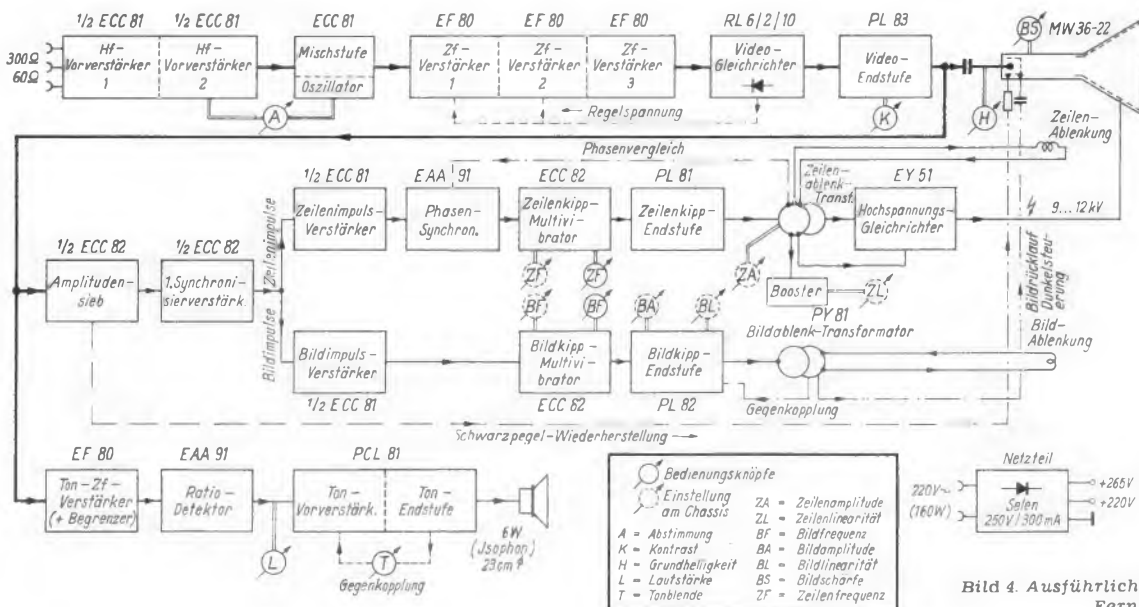 ½ ECC 81
½ ECC 81
ECC 81
EF 80
EF 80
EF 80
RL 6/2/10
PL 83
BS
MW 36-22
300Ω
60Ω
Hf-
Vorverstärker
1
Hf-
Vorverstärker
2
Mischstufe
Oszillator
A
Zf-
Verstärker
1
Zf-
Verstärker
2
Zf-
Verstärker
3
Regelspannung
Video-
Gleichrichter
Video-
Endstufe
K
H
Zeilen-
Ablenkung
Phasenvergleich
½ ECC 81
EAA 91
ECC 82
PL 81
Zeilen-
ablenk-
Transf.
EY 51
Zeilenimpulse
Zeilenimpuls-
Verstärker
Phasen-
Synchron.
Zeilenkipp-
Multivi-
brator
Zeilenkipp-
Endstufe
Hochspannungs-
Gleichrichter
9...12 kV
½ ECC 82
½ ECC 82
Amplituden-
sieb
1.Synchroni-
sierverstärk.
ZF
ZF
ZA
Booster
ZL
PY 81
BF
BF
BA
BL
Bildrücklauf
Dunkelsteu-
erung
Bildimpulse
Bildimpuls-
Verstärker
½ ECC 81
Bildkipp-
Multivi-
brator
ECC 82
Bildkipp-
Endstufe
PL 82
Bildablenk-Transformator
Bild-
Ablenkung
Gegenkopplung
Schwarzpegel-Wiederherstellung
EF 80
EAA 91
PCL 81
Ton-Zf-
Verstärker
(+ Begrenzer)
Ratio-
Detektor
Ton-
Vorverstärk.
Ton-
Endstufe
6W
(Jsophon)
23cm
L
T
Gegenkopplung
Bedienungsknöpfe
Einstellung
am Chassis
A = Abstimmung
K = Kontrast
H = Grundhelligkeit
L = Lautstärke
T = Tonblende
ZA = Zeilenamplitude
ZL = Zeilenlinearität
BF = Bildfrequenz
BA = Bildamplitude
BL = Bildlinearität
BS = Bildschärfe
ZF = Zeilenfrequenz
Netzteil
220V~
(160W)
Selen
250V/300mA
+265V
+220V
Bild 4. Ausführlich
Fern